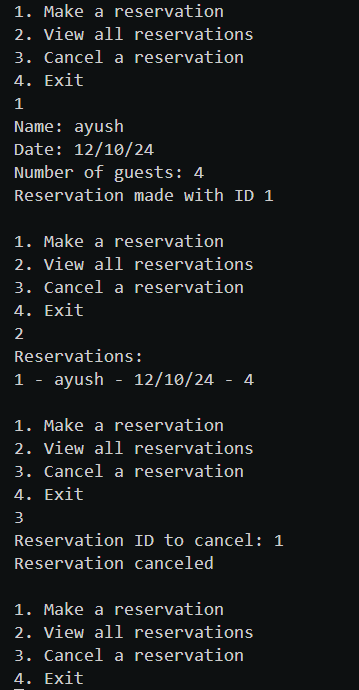 1. Make a reservation
2. View all reservations
3. Cancel a reservation
4. Exit
1
Name: ayush
Date: 12/10/24
Number of guests: 4
Reservation made with ID 1
1. Make a reservation
2. View all reservations
3. Cancel a reservation
4. Exit
2
Reservations:
1 - ayush - 12/10/24 - 4
1. Make a reservation
2. View all reservations
3. Cancel a reservation
4. Exit
3
Reservation ID to cancel: 1
Reservation canceled
1. Make a reservation
2. View all reservations
3. Cancel a reservation
4. Exit